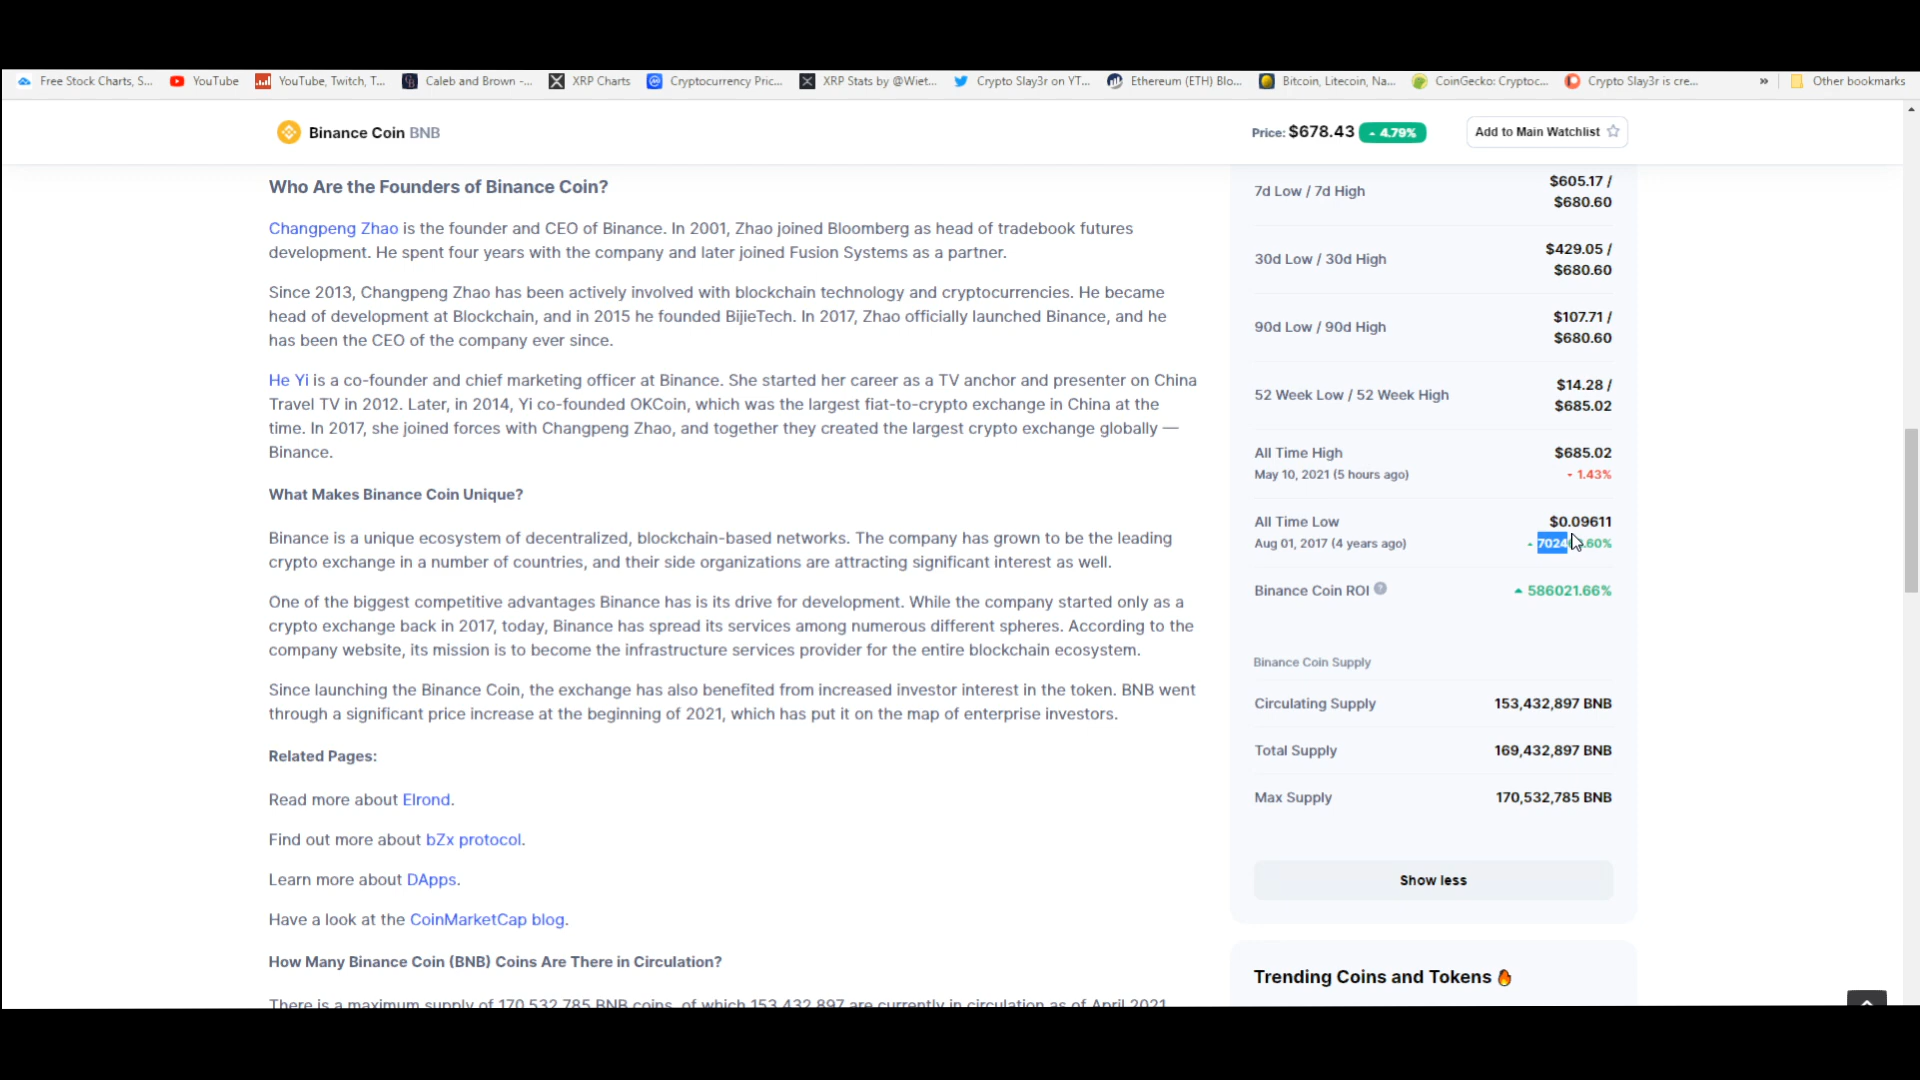 Free Stock Charts, S... YouTube YouTube, Twitch, T... Caleb and Brown -... XRP Charts Cryptocurrency Pric... XRP Stats by @Wiet... Crypto Slay3r on YT... Ethereum (ETH) Blo... Bitcoin, Litecoin, Na... CoinGecko: Cryptoc... Crypto Slay3r is cre... » Other bookmarks
Binance Coin BNB
Price: $678.43 4.79% Add to Main Watchlist
Who Are the Founders of Binance Coin?
Changpeng Zhao is the founder and CEO of Binance. In 2001, Zhao joined Bloomberg as head of tradebook futures
development. He spent four years with the company and later joined Fusion Systems as a partner.
Since 2013, Changpeng Zhao has been actively involved with blockchain technology and cryptocurrencies. He became
head of development at Blockchain, and in 2015 he founded BijieTech. In 2017, Zhao officially launched Binance, and he
has been the CEO of the company ever since.
He Yi is a co-founder and chief marketing officer at Binance. She started her career as a TV anchor and presenter on China
Travel TV in 2012. Later, in 2014, Yi co-founded OKCoin, which was the largest fiat-to-crypto exchange in China at the
time. In 2017, she joined forces with Changpeng Zhao, and together they created the largest crypto exchange globally —
Binance.
What Makes Binance Coin Unique?
Binance is a unique ecosystem of decentralized, blockchain-based networks. The company has grown to be the leading
crypto exchange in a number of countries, and their side organizations are attracting significant interest as well.
One of the biggest competitive advantages Binance has is its drive for development. While the company started only as a
crypto exchange back in 2017, today, Binance has spread its services among numerous different spheres. According to the
company website, its mission is to become the infrastructure services provider for the entire blockchain ecosystem.
Since launching the Binance Coin, the exchange has also benefited from increased investor interest in the token. BNB went
through a significant price increase at the beginning of 2021, which has put it on the map of enterprise investors.
Related Pages:
Read more about Elrond.
Find out more about bZx protocol.
Learn more about DApps.
Have a look at the CoinMarketCap blog.
How Many Binance Coin (BNB) Coins Are There in Circulation?
There is a maximum supply of 170,532,785 BNB coins, of which 153,432,897 are currently in circulation as of April 2021.
7d Low / 7d High $605.17 /
$680.60
30d Low / 30d High $429.05 /
$680.60
90d Low / 90d High $107.71 /
$680.60
52 Week Low / 52 Week High $14.28 /
$685.02
All Time High $685.02
May 10, 2021 (5 hours ago) 1.43%
All Time Low $0.09611
Aug 01, 2017 (4 years ago)
Binance Coin ROI 586021.66%
Binance Coin Supply
Circulating Supply 153,432,897 BNB
Total Supply 169,432,897 BNB
Max Supply 170,532,785 BNB
Show less
Trending Coins and Tokens